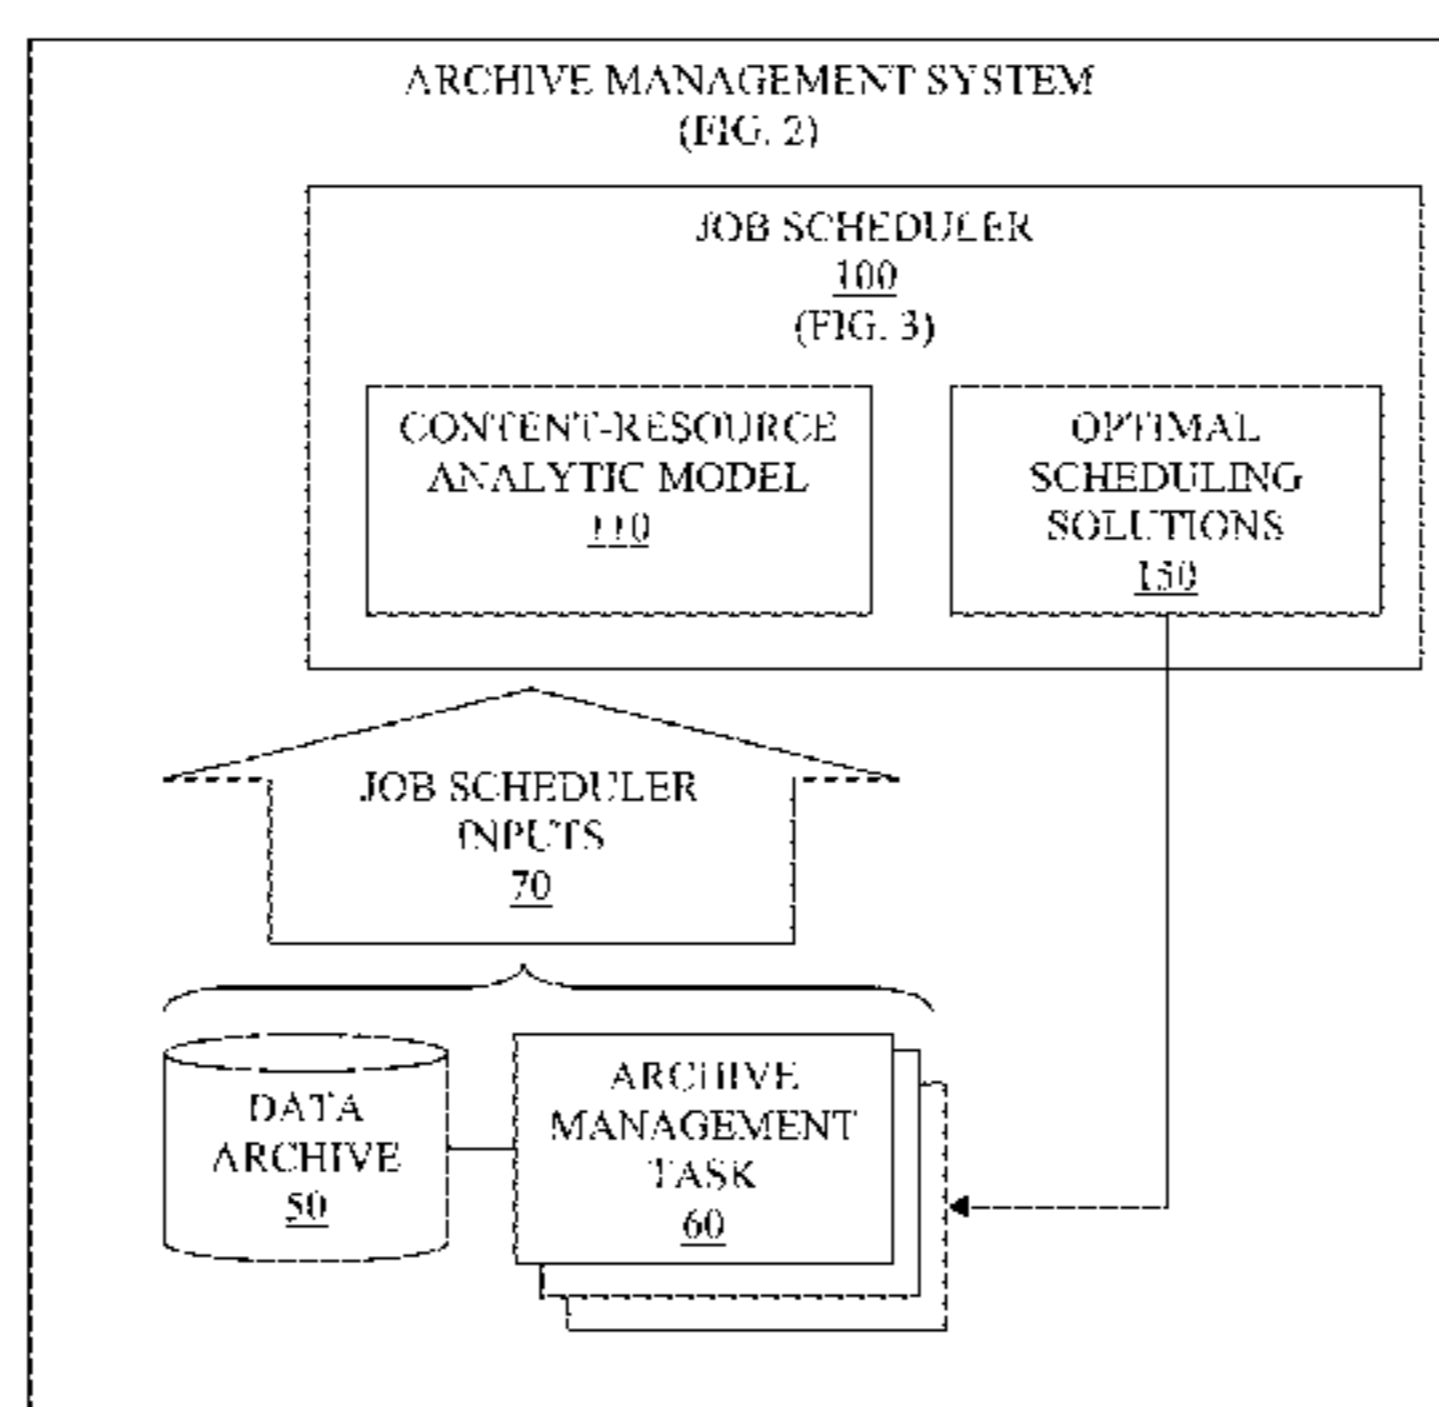 ARCHIVE MANAGEMENT SYSTEM
(FIG. 2)
JOB SCHEDULER
100
(FIG. 3)
CONTENT-RESOURCE
ANALYTIC MODEL
110
OPTIMAL
SCHEDULING
SOLUTIONS
150
JOB SCHEDULER
INPUTS
70
DATA
ARCHIVE
50
ARCHIVE
MANAGEMENT
TASK
60